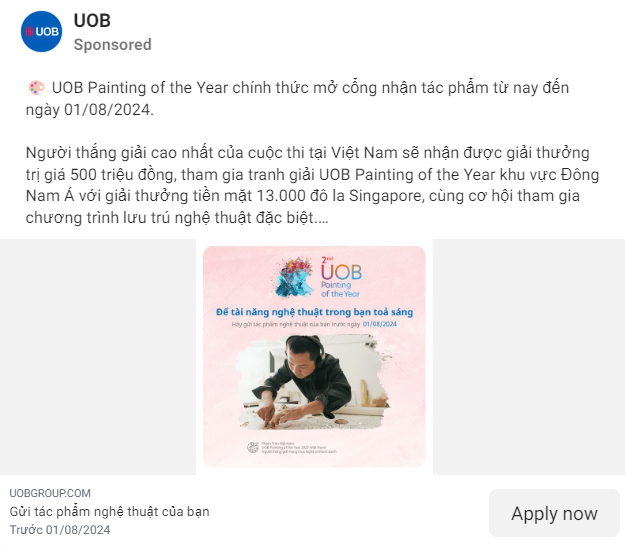 UOB
UOB
Sponsored
🎨 UOB Painting of the Year chính thức mở cổng nhận tác phẩm từ nay đến
ngày 01/08/2024.
Người thắng giải cao nhất của cuộc thi tại Việt Nam sẽ nhận được giải thưởng
trị giá 500 triệu đồng, tham gia tranh giải UOB Painting of the Year khu vực Đông
Nam Á với giải thưởng tiền mặt 13.000 đô la Singapore, cùng cơ hội tham gia
chương trình lưu trú nghệ thuật đặc biệt....
2nd
UOB
Painting
of the Year
Để tài năng nghệ thuật trong bạn toả sáng
Hãy gửi tác phẩm nghệ thuật của bạn trước ngày 01/08/2024
UOBGROUP.COM
Gửi tác phẩm nghệ thuật của bạn
Trước 01/08/2024
Apply now